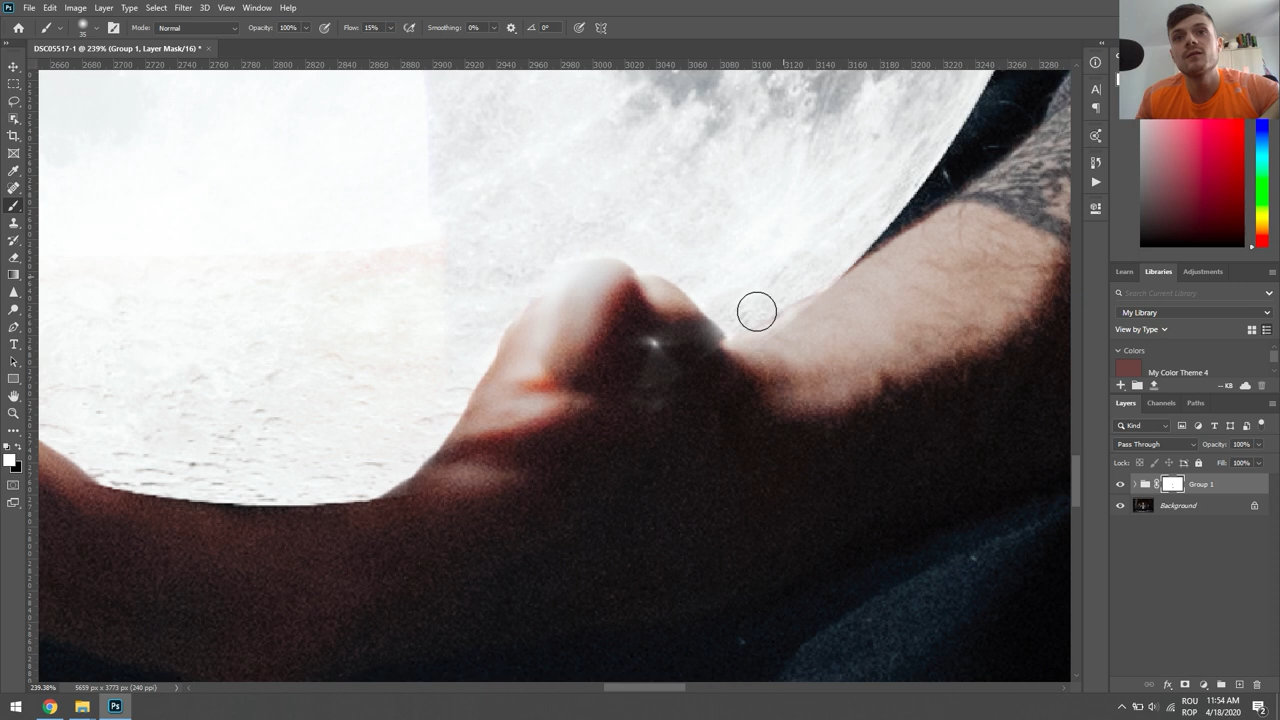 File Edit Image Layer Type Select Filter 3D View Window Help
35 Mode: Normal Opacity: 100% Flow: 15% Smoothing: 0% 0°
DSC05517-1 @ 239% (Group 1, Layer Mask/16) *
2660 2680 2700 2720 2740 2760 2780 2800 2820 2840 2860 2880 2900 2920 2940 2960 2980 3000 3020 3040 3060 3080 3100 3120 3140 3160 3180 3200 3220 3240 3260 3280
Learn Libraries Adjustments
Search Current Library
My Library
View by Type
Colors
My Color Theme 4
-- KB
Layers Channels Paths
Kind
Pass Through Opacity: 100%
Lock: Fill: 100%
Group 1
Background
239.38% 5659 px x 3773 px (240 ppi)
ROU 11:54 AM
ROP 4/18/2020
2